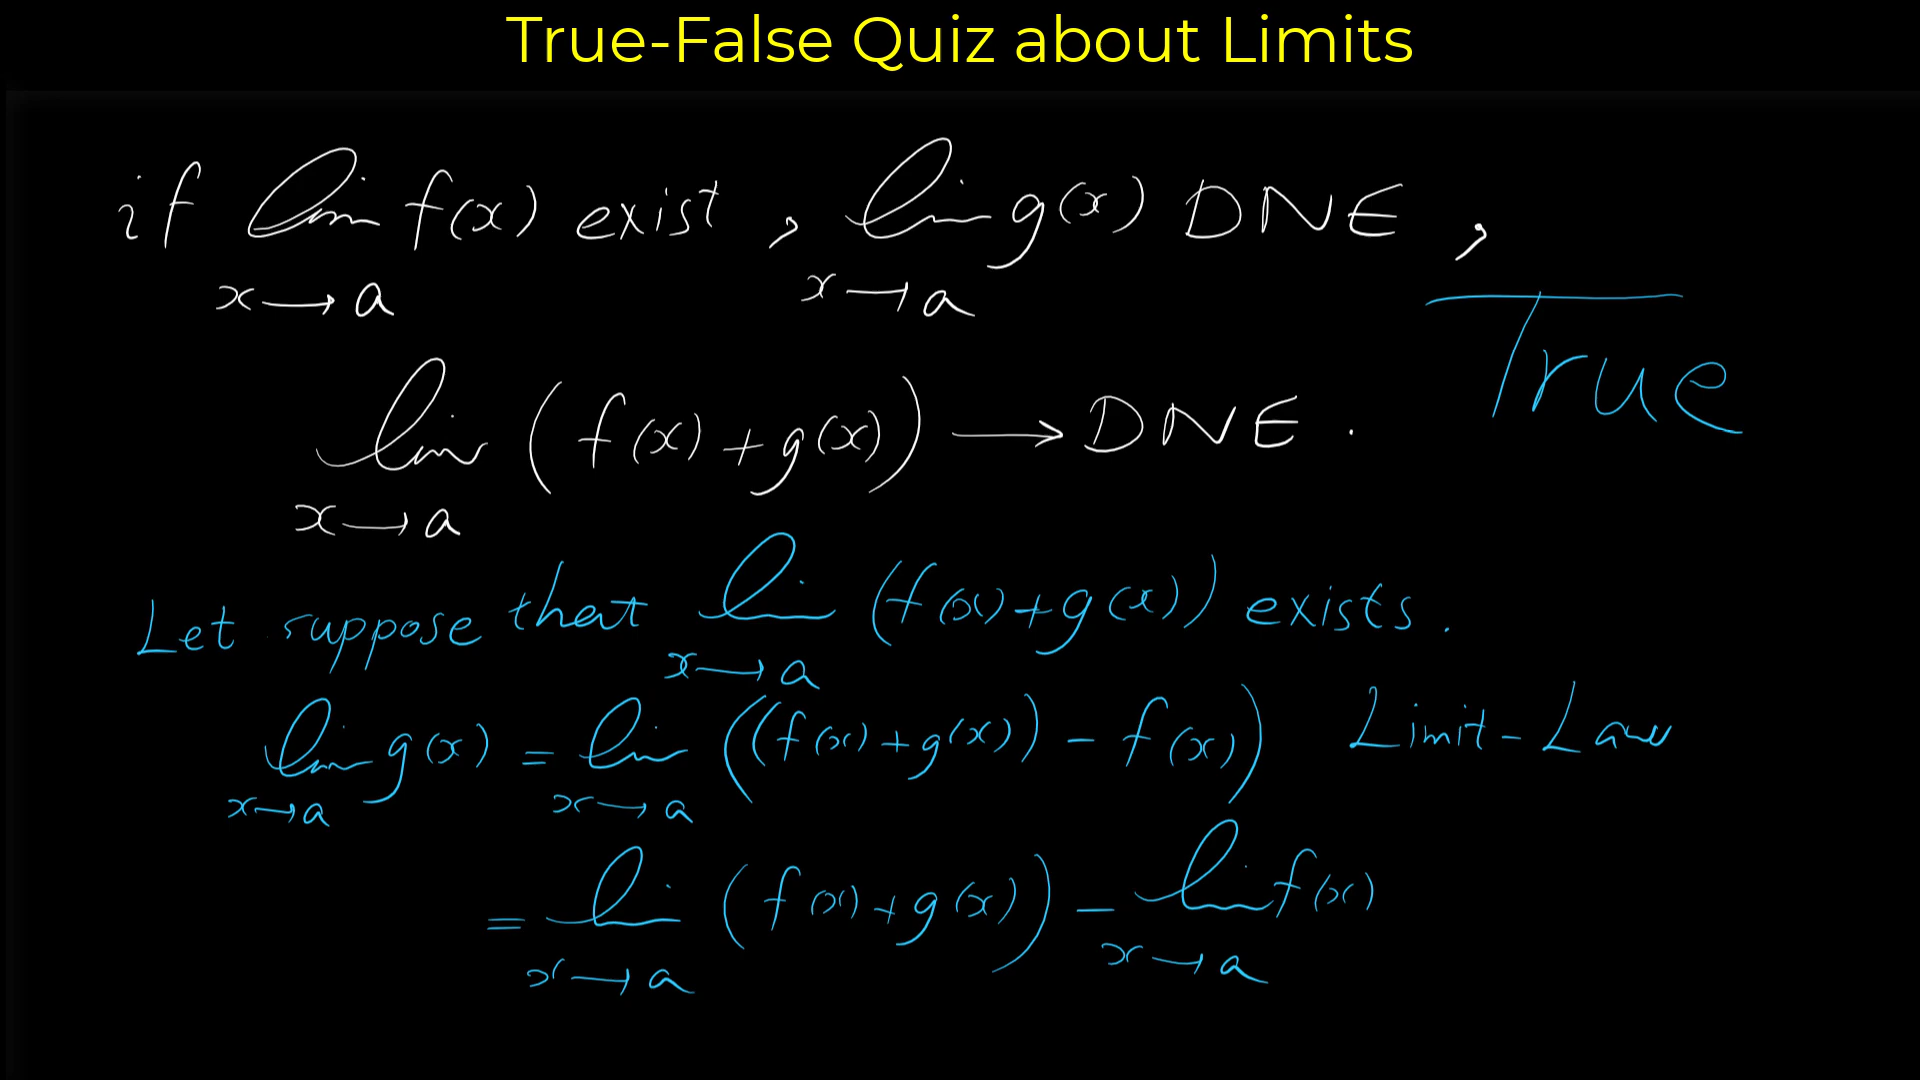 True-False Quiz about Limits
if lim f(x) exist , lim g(x) DNE ,
x→a x→a
True
lim (f(x)+g(x)) → DNE .
x→a
Let suppose that lim (f(x)+g(x)) exists .
x→a
lim g(x) = lim ((f(x)+g(x)) - f(x)) Limit-Law
x→a x→a
= lim (f(x)+g(x)) - lim f(x)
x→a x→a